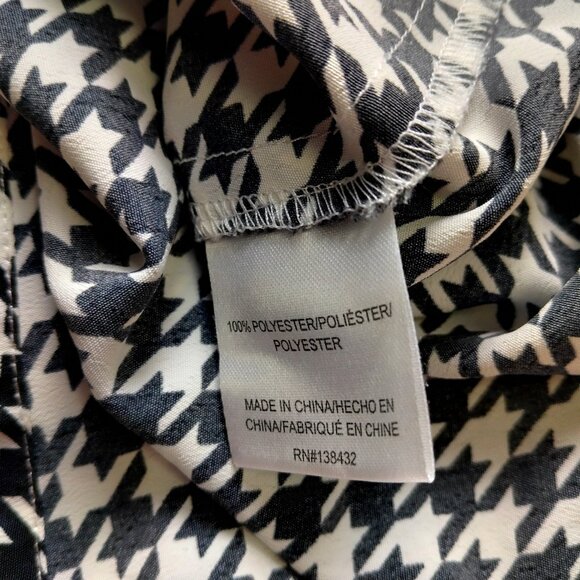 100% POLYESTER/POLIÉSTER/
POLYESTER
MADE IN CHINA/HECHO EN
CHINA/FABRIQUÉ EN CHINE
RN#138432